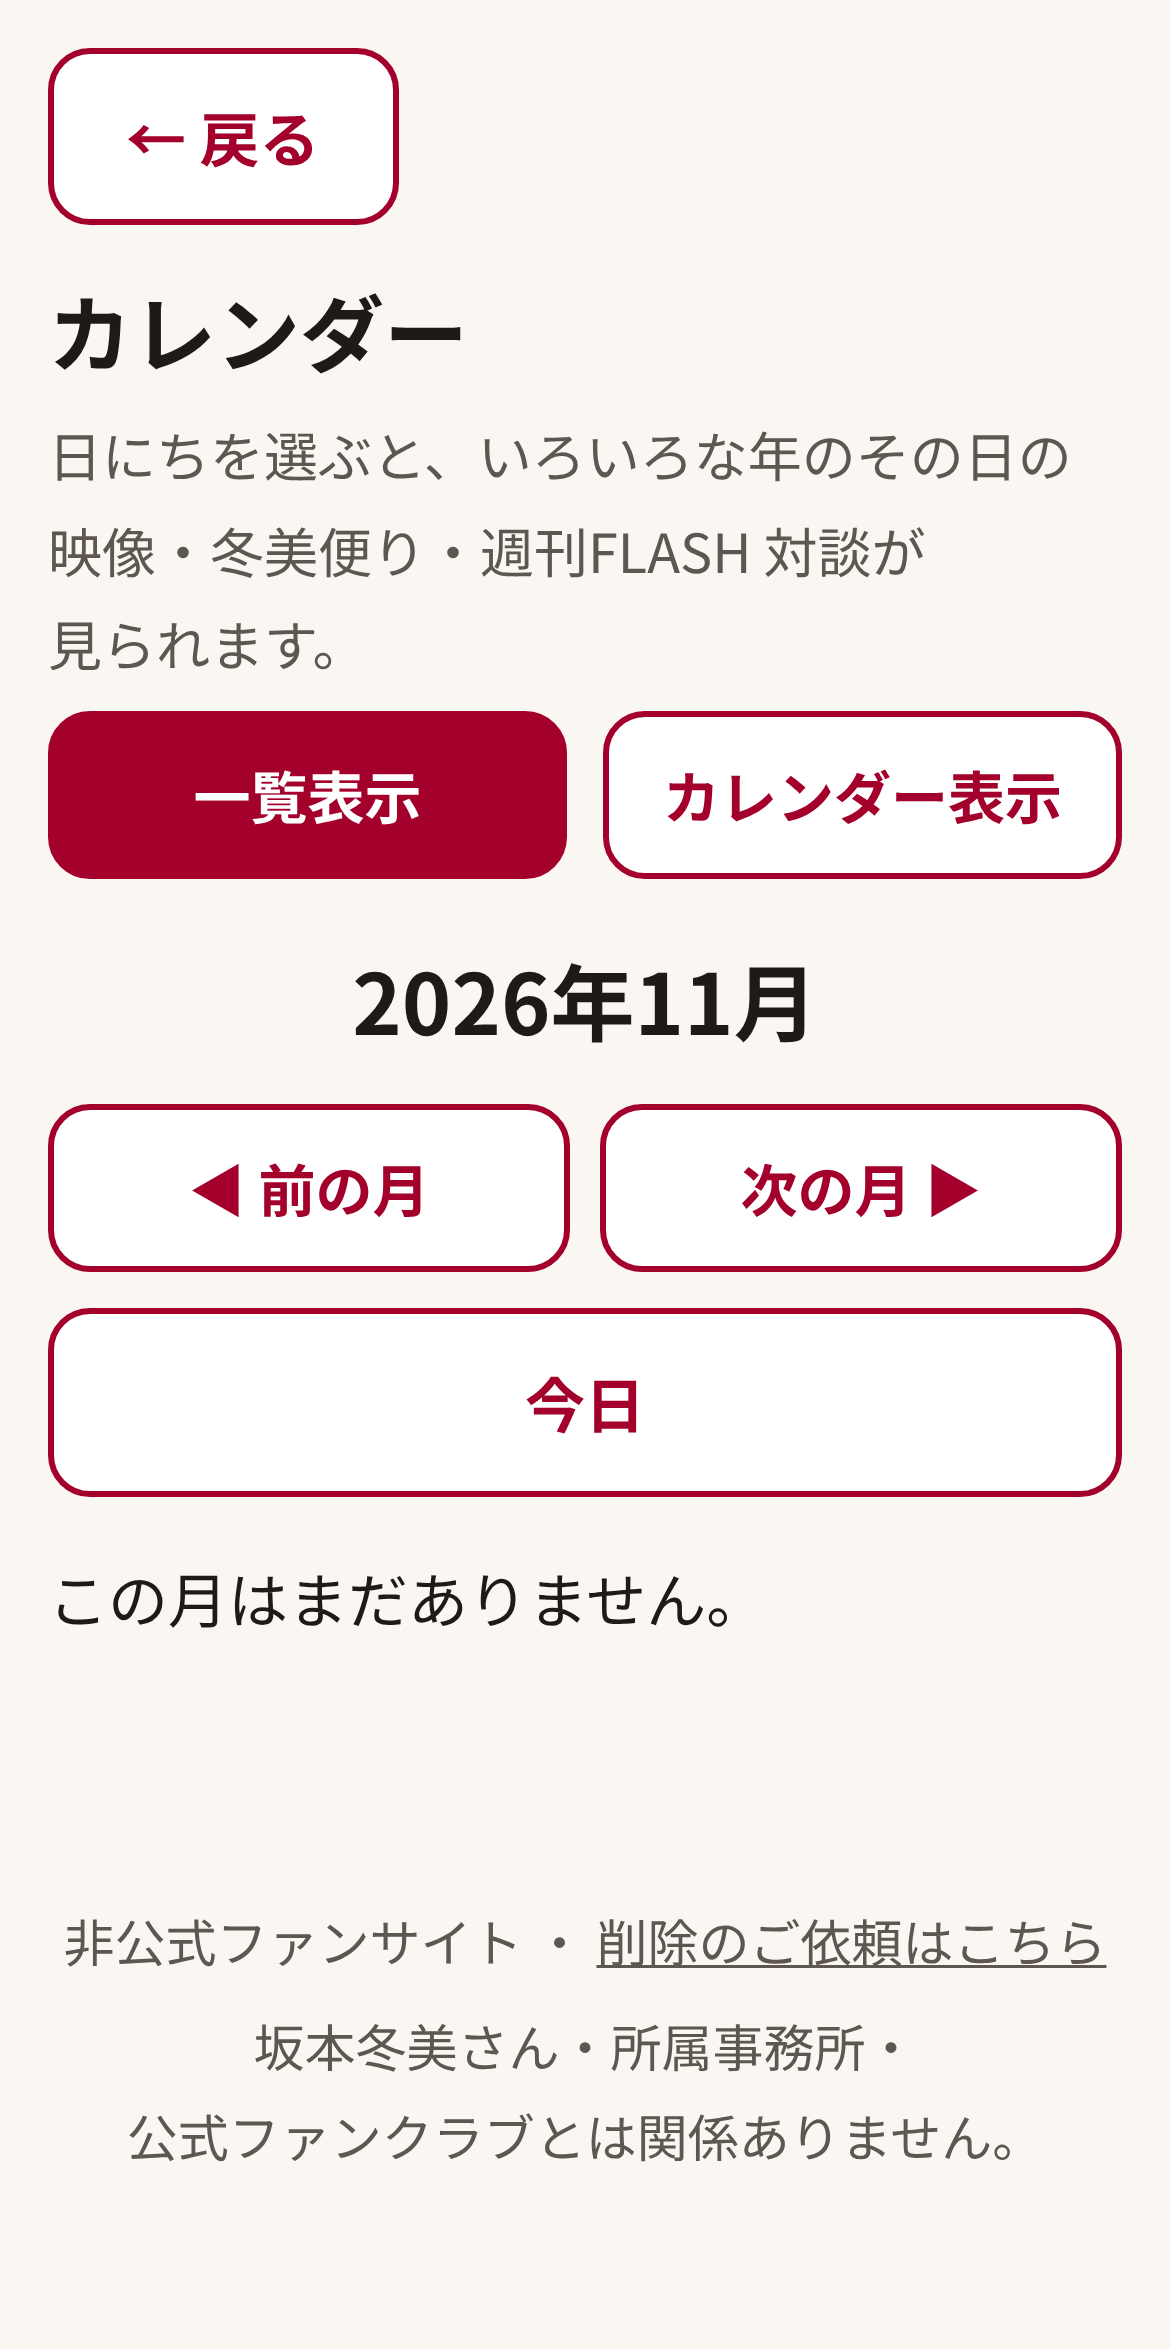 ← 戻る
カレンダー
日にちを選ぶと、いろいろな年のその日の
映像・冬美便り・週刊FLASH 対談が
見られます。
一覧表示
カレンダー表示
2026年11月
◀ 前の月
次の月 ▶
今日
この月はまだありません。
非公式ファンサイト ・ 削除のご依頼はこちら
坂本冬美さん・所属事務所・
公式ファンクラブとは関係ありません。